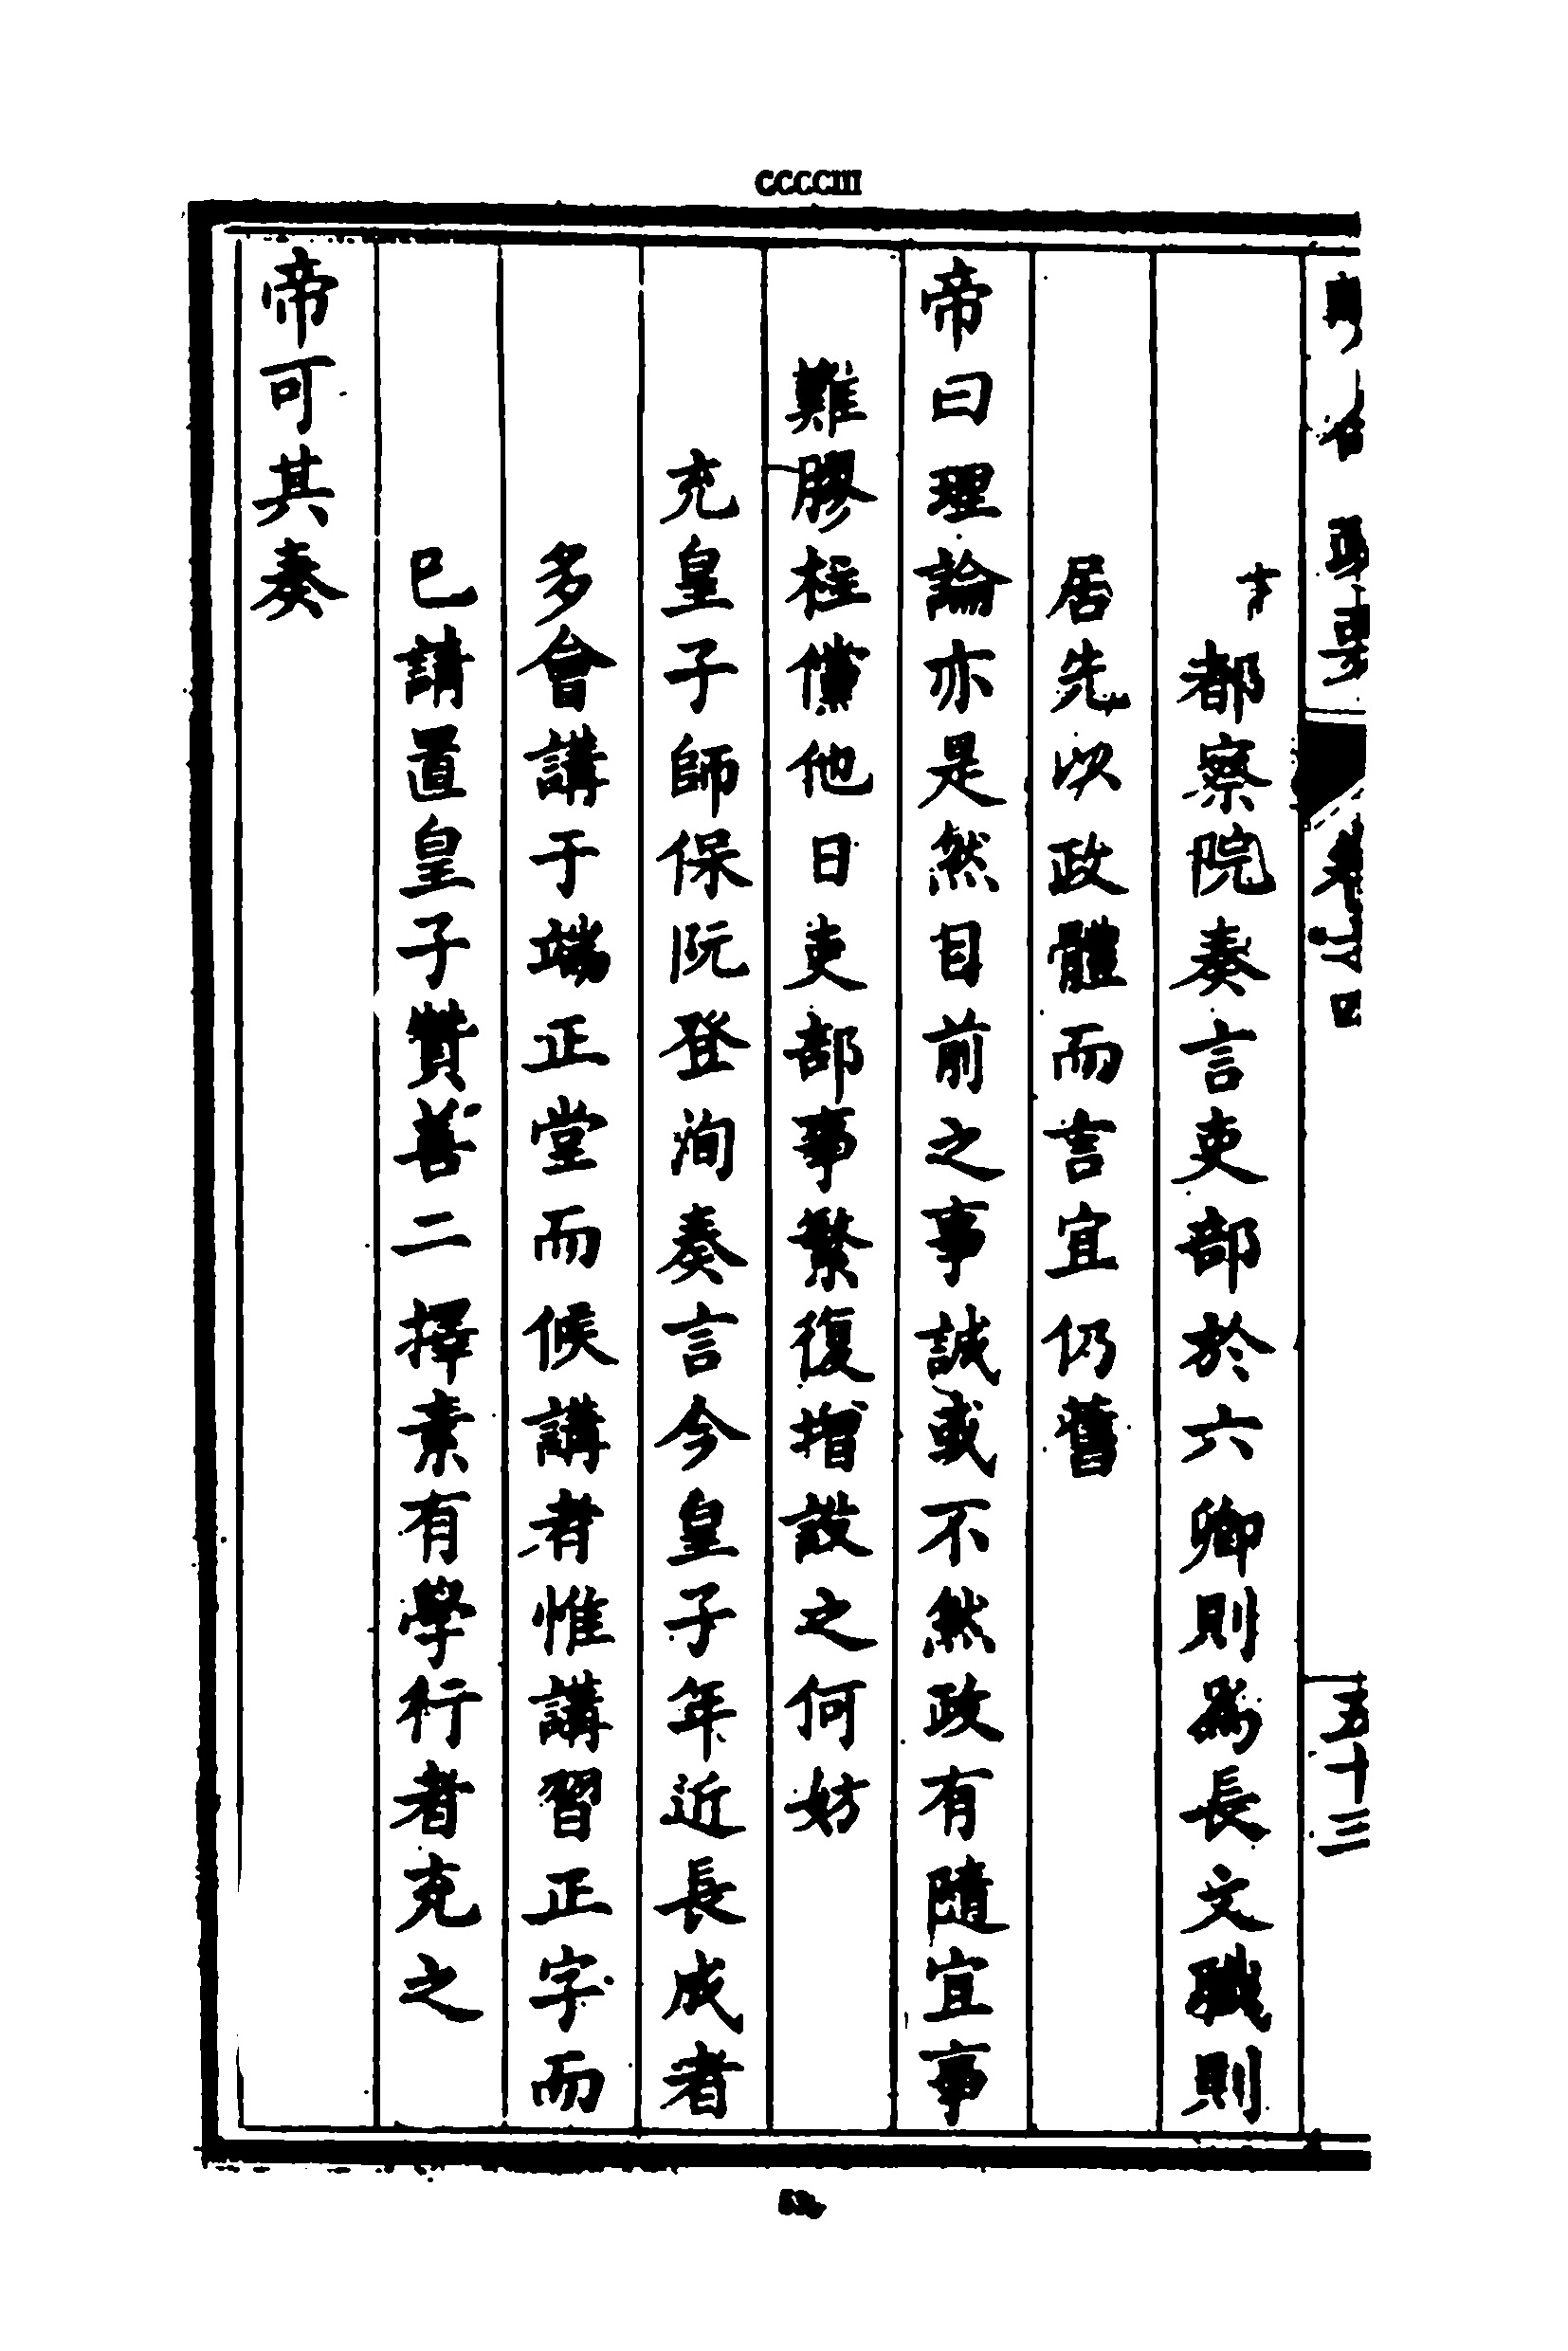 CCCCIII
都察院奏言吏部於六卿則爲長文職則
居先以政體而言宜仍舊
帝曰理論亦是然目前之事誠或不然政有隨宜事
難膠柱儻他日吏部事繁復增設之何妨
充皇子師保阮登洵奏言今皇子年近長成者
多會講于端正堂而候講者惟講習正字而
已請置皇子贊善二擇素有學行者充之
帝可其奏
五十三